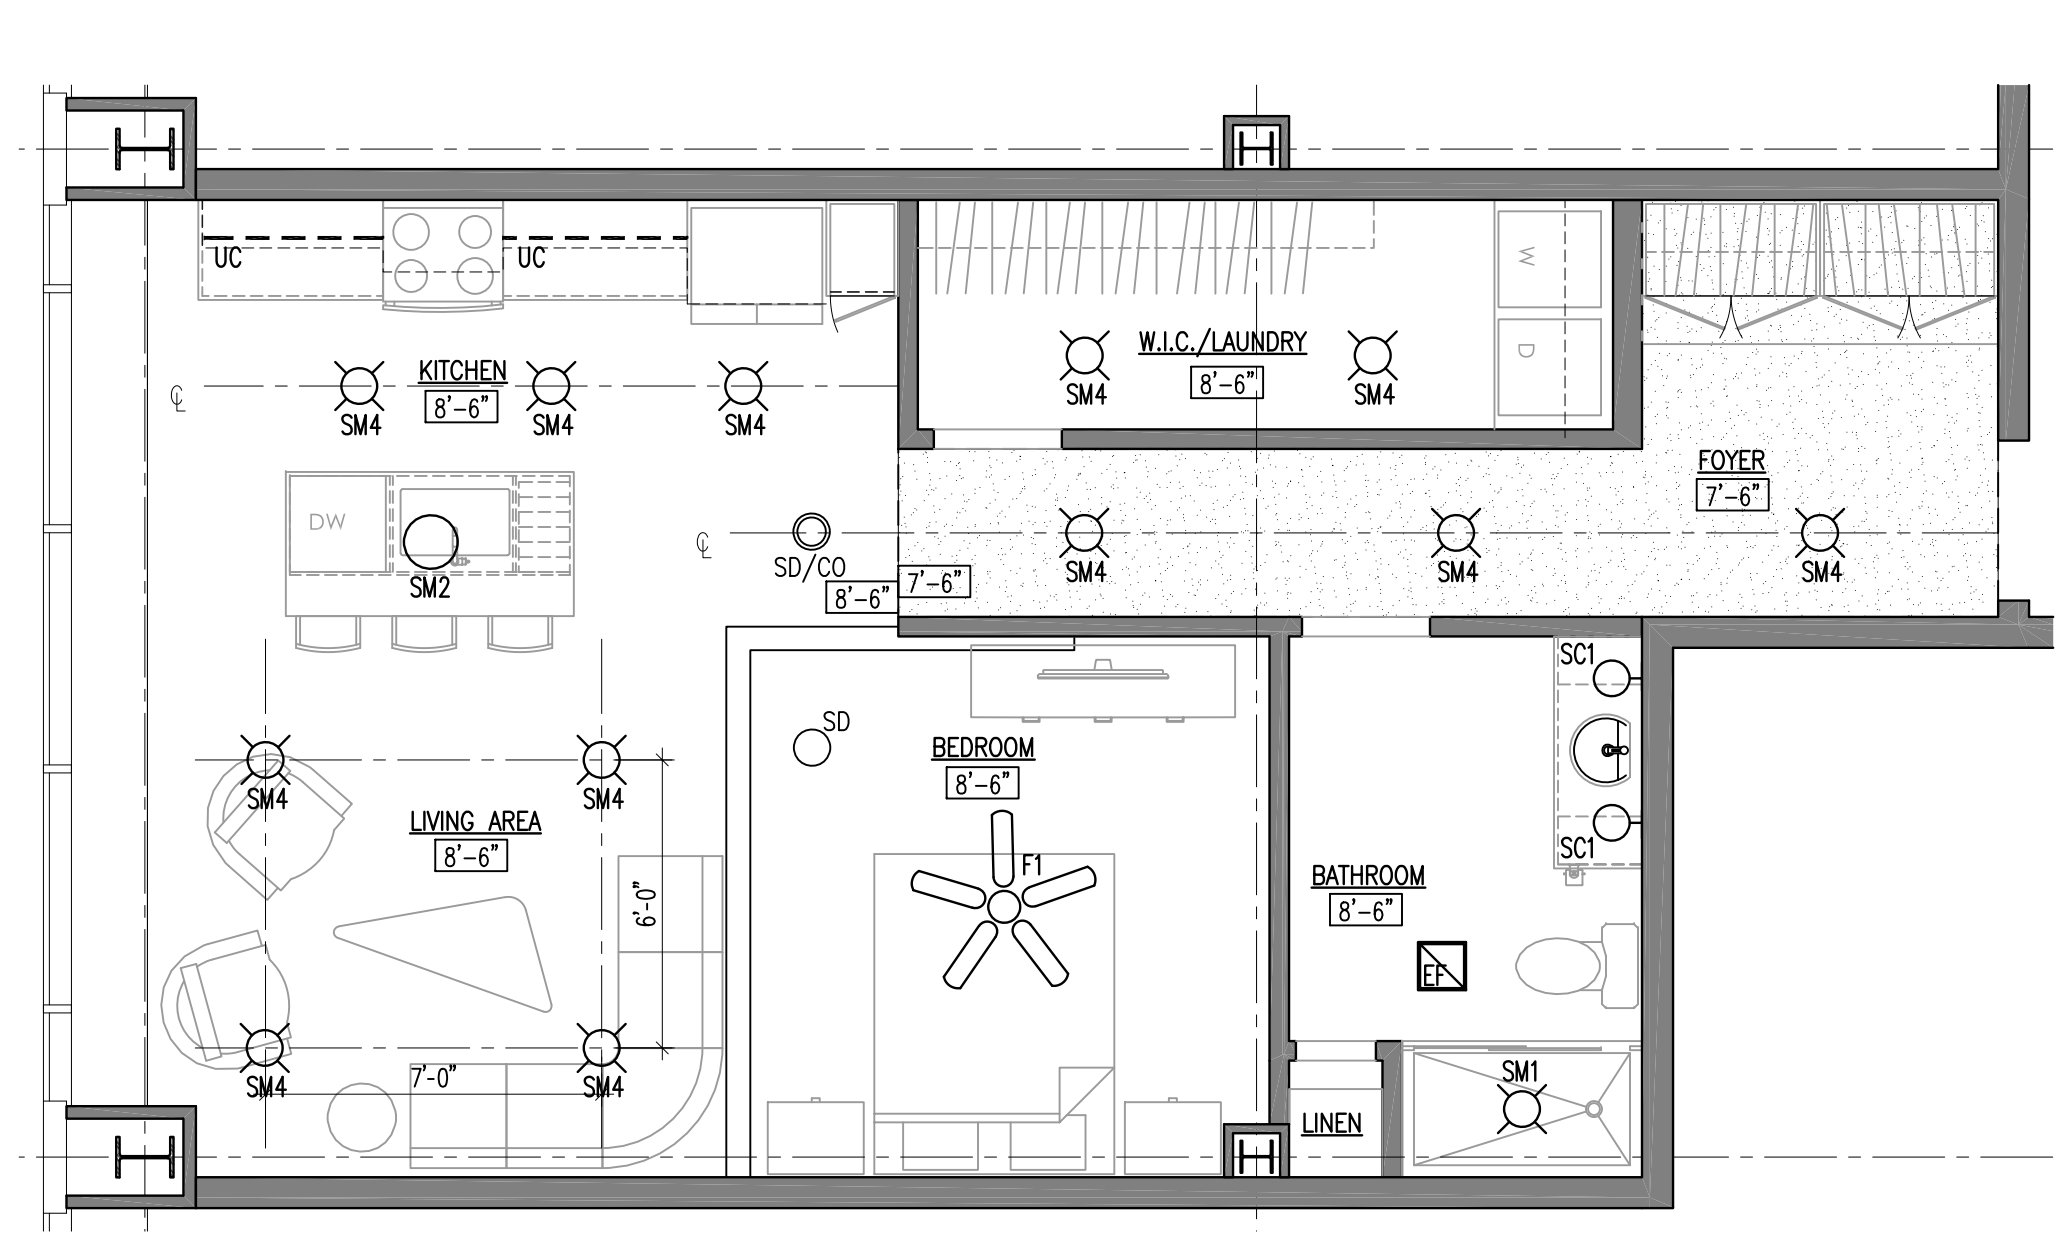 UC
UC
W
D
W.I.C./LAUNDRY
8'-6"
SM4
SM4
KITCHEN
8'-6"
SM4
SM4
SM4
℄
FOYER
7'-6"
DW
SM2
℄
SD/CO
8'-6"
7'-6"
SM4
SM4
SM4
SC1
SD
BEDROOM
8'-6"
SM4
SM4
LIVING AREA
8'-6"
6'-0"
F1
SC1
BATHROOM
8'-6"
EF
SM4
7'-0"
SM4
SM1
LINEN